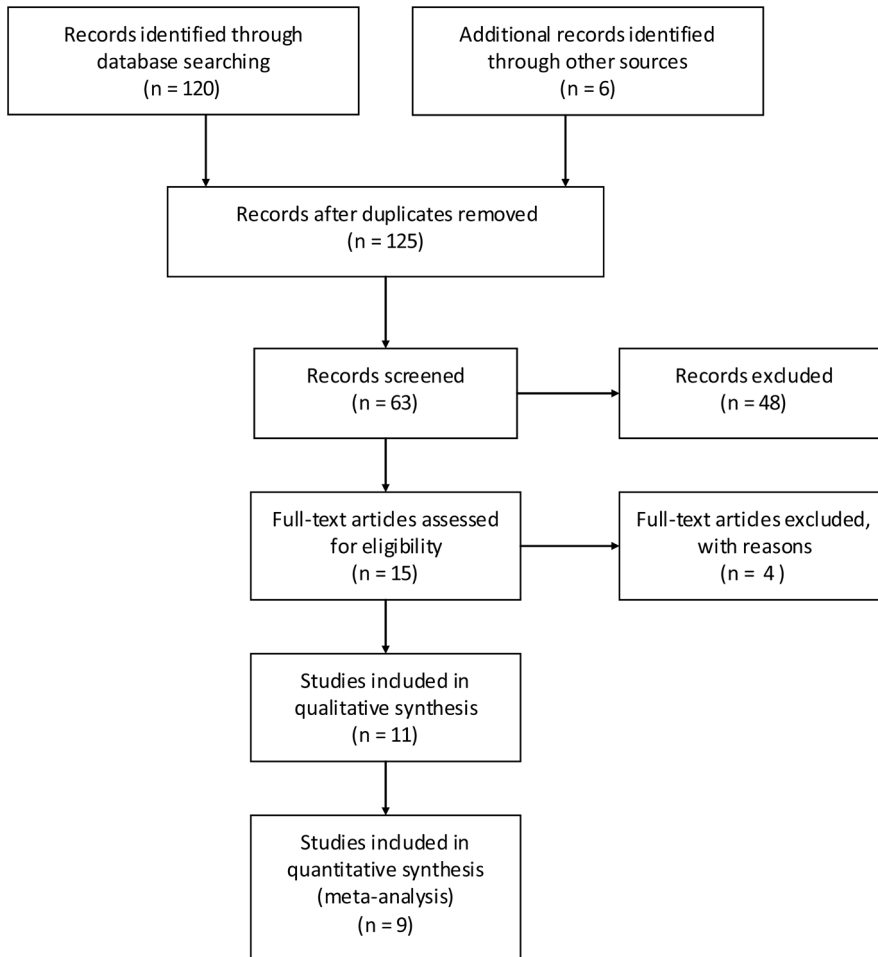 Records identified through
database searching
(n = 120)
Additional records identified
through other sources
(n = 6)
Records after duplicates removed
(n = 125)
Records screened
(n = 63)
Records excluded
(n = 48)
Full-text articles assessed
for eligibility
(n = 15)
Full-text articles excluded,
with reasons
(n = 4 )
Studies included in
qualitative synthesis
(n = 11)
Studies included in
quantitative synthesis
(meta-analysis)
(n = 9)